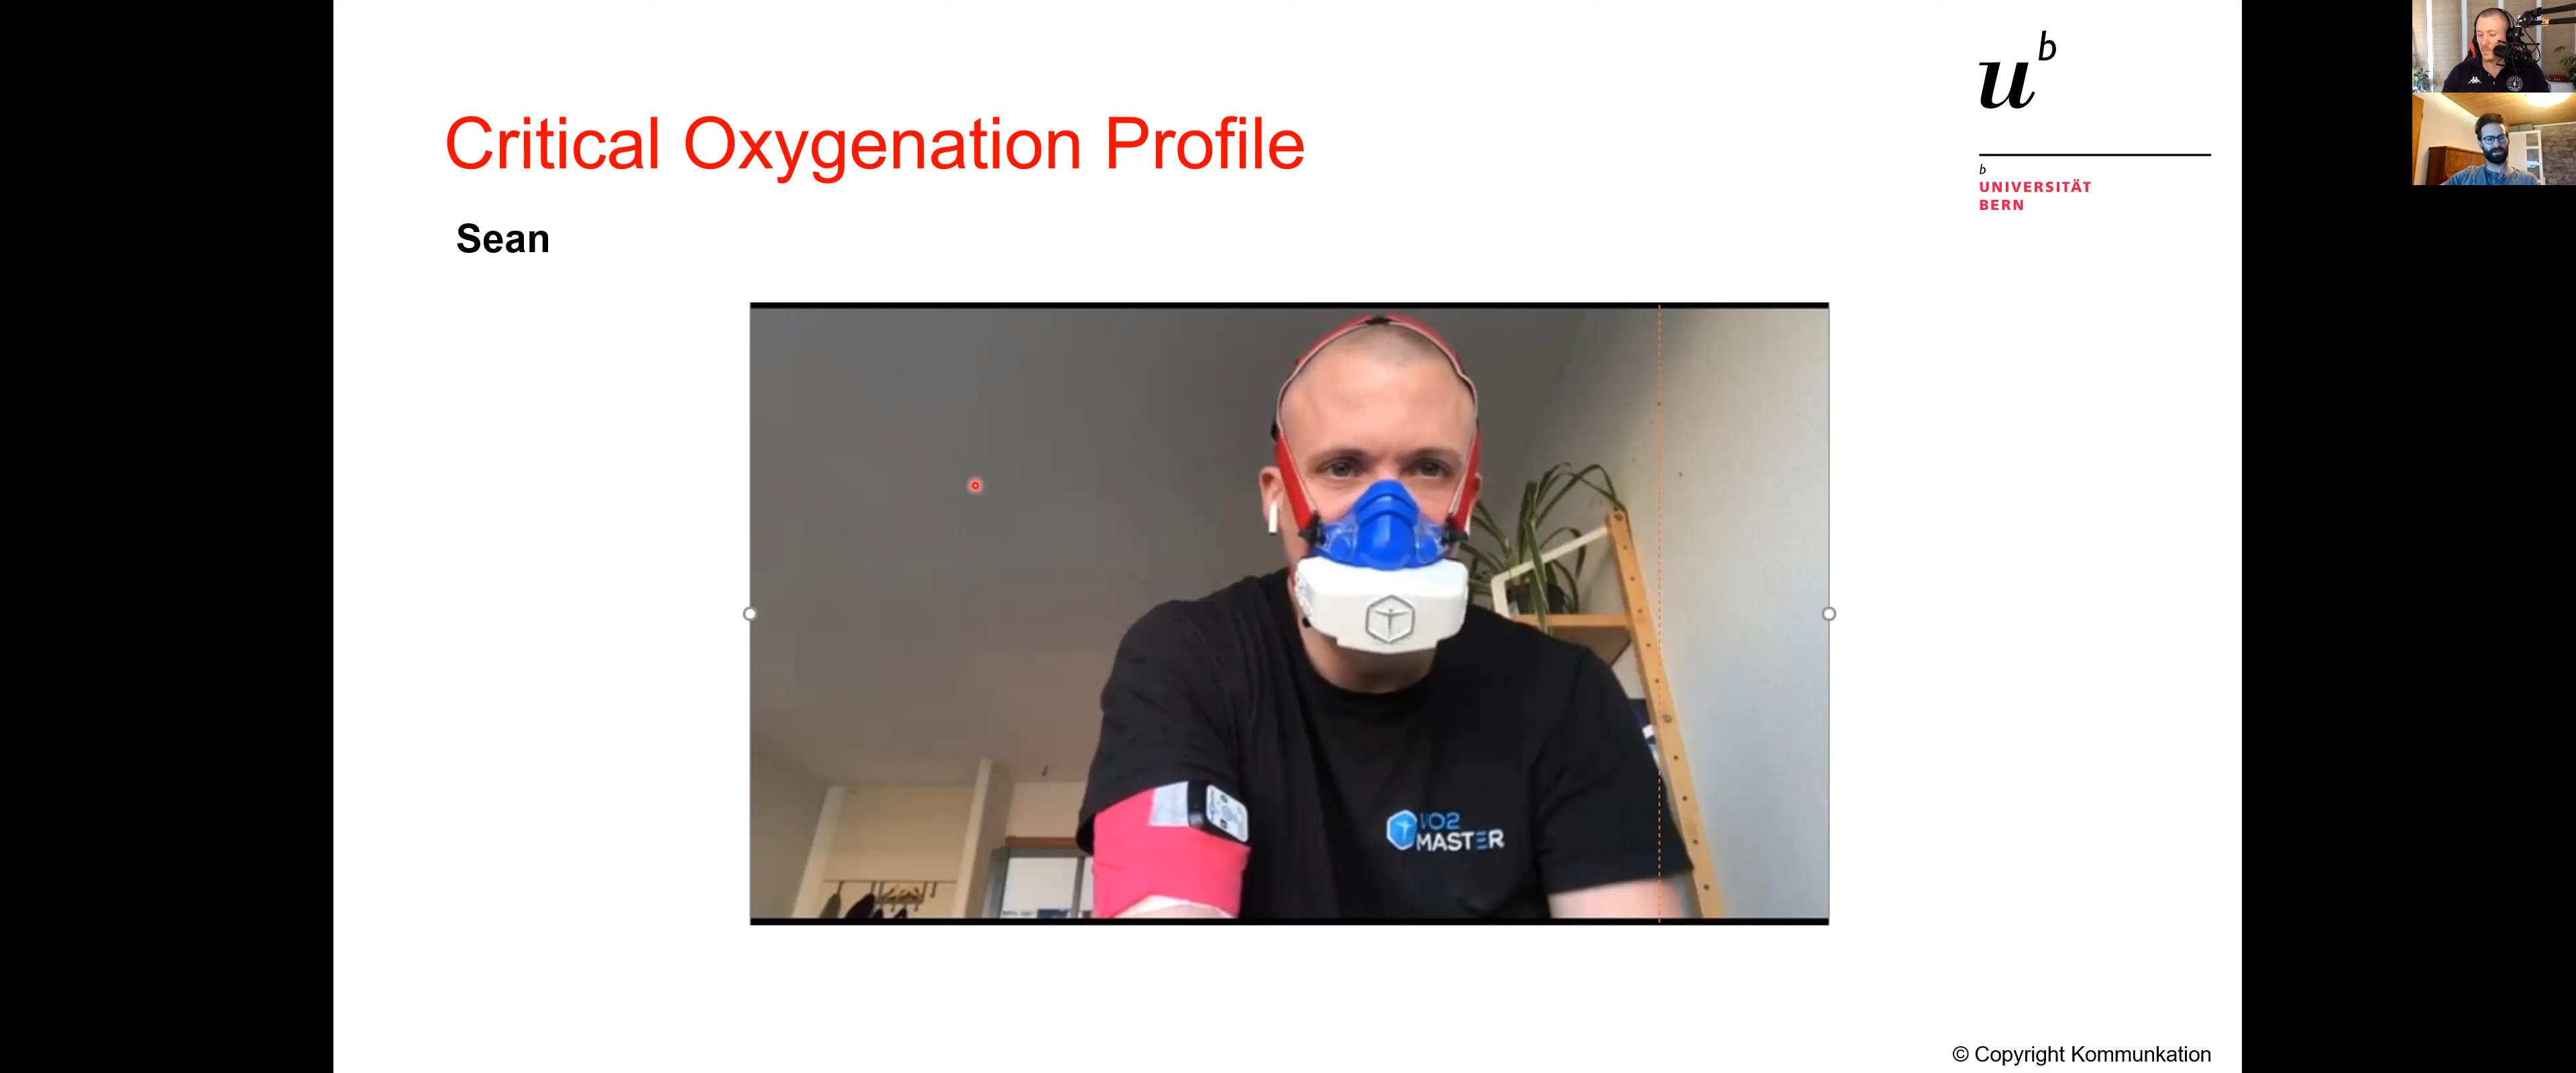 Critical Oxygenation Profile
Sean
u b
b
UNIVERSITÄT
BERN
VO2
MASTER
© Copyright Kommunkation